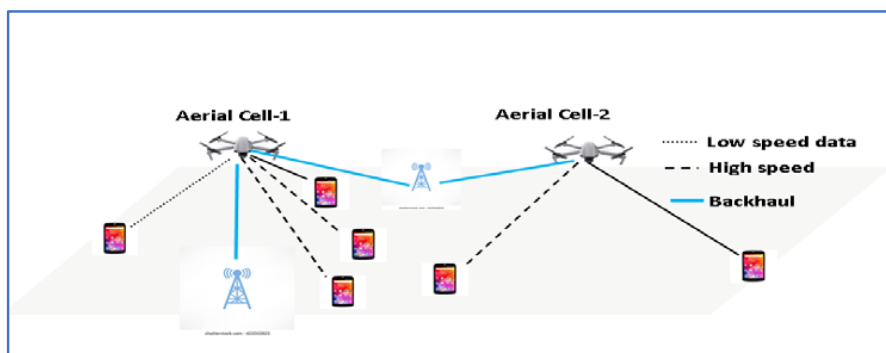 Aerial Cell-1
Aerial Cell-2
Low speed data
High speed
Backhaul